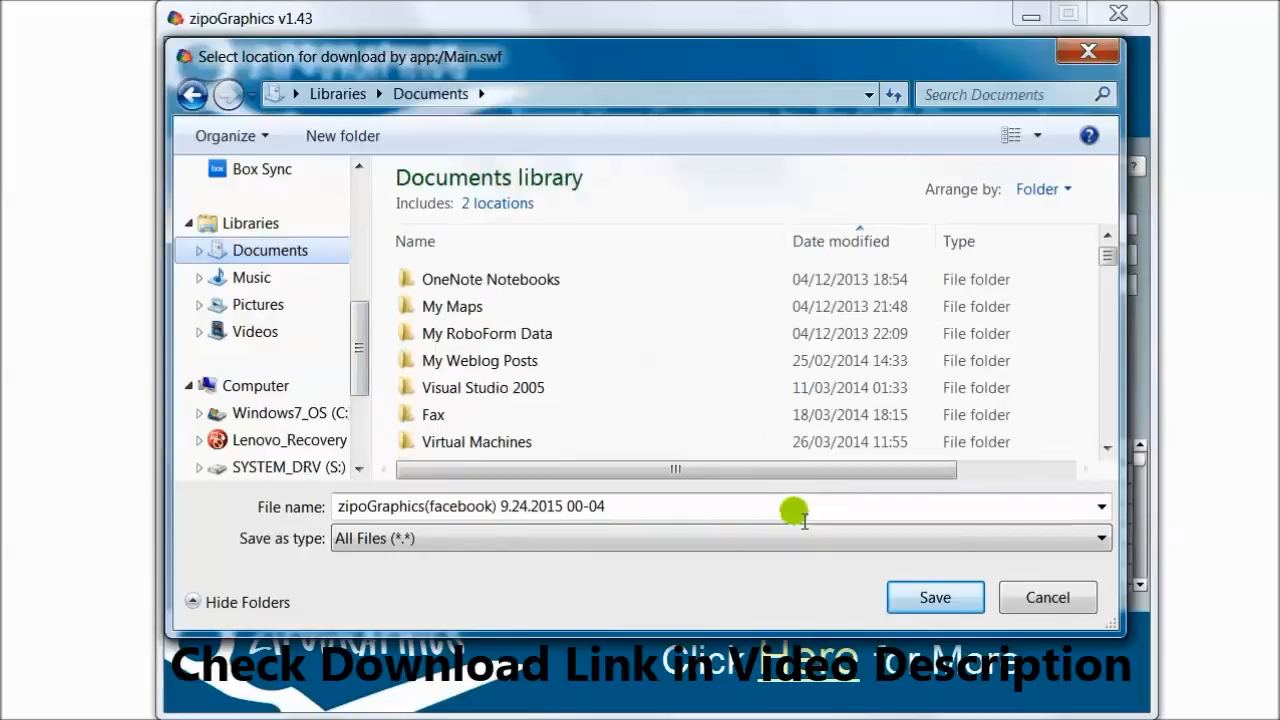 zipoGraphics v1.43
Select location for download by app:/Main.swf
Libraries Documents
Search Documents
Organize
New folder
Box Sync
Libraries
Documents
Music
Pictures
Videos
Computer
Windows7_OS (C:
Lenovo_Recovery
SYSTEM_DRV (S:)
Documents library
Includes: 2 locations
Arrange by: Folder
Name Date modified Type
OneNote Notebooks 04/12/2013 18:54 File folder
My Maps 04/12/2013 21:48 File folder
My RoboForm Data 04/12/2013 22:09 File folder
My Weblog Posts 25/02/2014 14:33 File folder
Visual Studio 2005 11/03/2014 01:33 File folder
Fax 18/03/2014 18:15 File folder
Virtual Machines 26/03/2014 11:55 File folder
File name: zipoGraphics(facebook) 9.24.2015 00-04
Save as type: All Files (*.*)
Hide Folders
Save
Cancel
Click Here for More
Check Download Link in Video Description